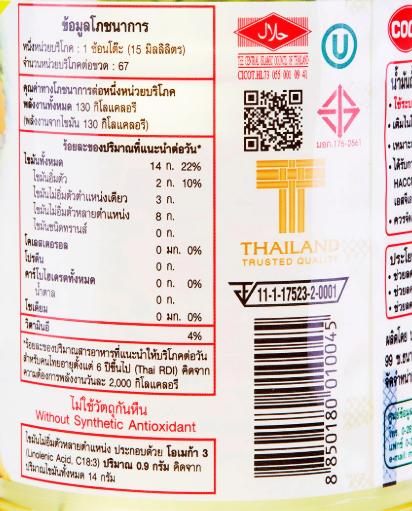 ข้อมูลโภชนาการ
หนึ่งหน่วยบริโภค : 1 ช้อนโต๊ะ (15 มิลลิลิตร)
จำนวนหน่วยบริโภคต่อขวด : 67
คุณค่าทางโภชนาการต่อหนึ่งหน่วยบริโภค
พลังงานทั้งหมด 130 กิโลแคลอรี
(พลังงานจากไขมัน 130 กิโลแคลอรี)
ร้อยละของปริมาณที่แนะนำต่อวัน*
ไขมันทั้งหมด 14 ก. 22%
ไขมันอิ่มตัว 2 ก. 10%
ไขมันไม่อิ่มตัวตำแหน่งเดียว 3 ก.
ไขมันไม่อิ่มตัวหลายตำแหน่ง 8 ก.
ไขมันชนิดทรานส์ 0 ก.
โคเลสเตอรอล 0 มก. 0%
โปรตีน 0 ก.
คาร์โบไฮเดรตทั้งหมด 0 ก. 0%
น้ำตาล 0 ก.
โซเดียม 0 มก. 0%
วิตามินอี 4%
*ร้อยละของปริมาณสารอาหารที่แนะนำให้บริโภคต่อวัน
สำหรับคนไทยอายุตั้งแต่ 6 ปีขึ้นไป (Thai RDI) คิดจาก
ความต้องการพลังงานวันละ 2,000 กิโลแคลอรี
ไม่ใช้วัตถุกันหืน
Without Synthetic Antioxidant
ไขมันไม่อิ่มตัวหลายตำแหน่ง ประกอบด้วย โอเมก้า 3
(Linolenic Acid, C18:3) ปริมาณ 0.9 กรัม คิดจาก
ปริมาณไขมันทั้งหมด 14 กรัม
حلال
THE CENTRAL ISLAMIC COUNCIL OF THAILAND
CICOT.HL73 055 000 09 41
U
มอก.176-2561
THAILAND
TRUSTED QUALITY
11-1-17523-2-0001
8 850180 010045
COO
HACC